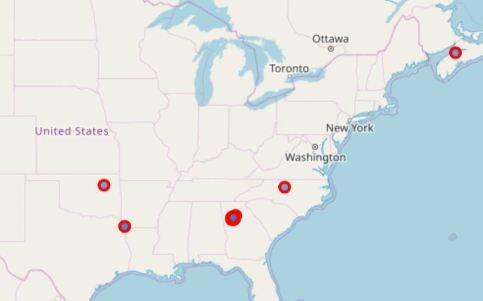 Ottawa
Toronto
New York
United States
Washington